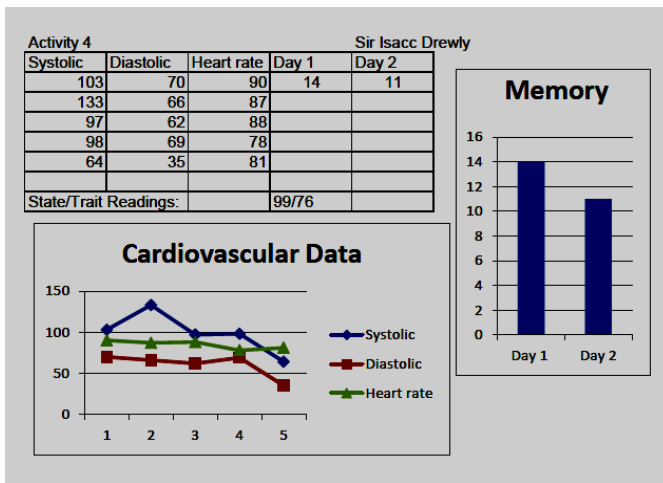 Activity 4 Sir Isacc Drewly
Systolic Diastolic Heart rate Day 1 Day 2
103 70 90 14 11
133 66 87
97 62 88
98 69 78
64 35 81
State/Trait Readings: 99/76
Memory
16
14
12
10
8
6
4
2
0
Day 1 Day 2
Cardiovascular Data
150
100
50
0
1 2 3 4 5
Systolic
Diastolic
Heart rate